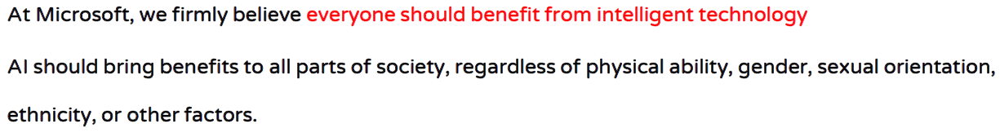 At Microsoft, we firmly believe everyone should benefit from intelligent technology
AI should bring benefits to all parts of society, regardless of physical ability, gender, sexual orientation,
ethnicity, or other factors.